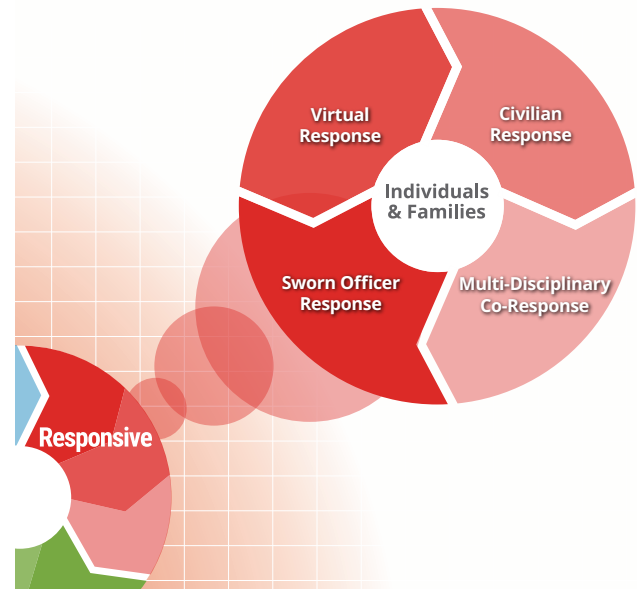 Virtual
Response
Civilian
Response
Individuals
& Families
Sworn Officer
Response
Multi-Disciplinary
Co-Response
Responsive